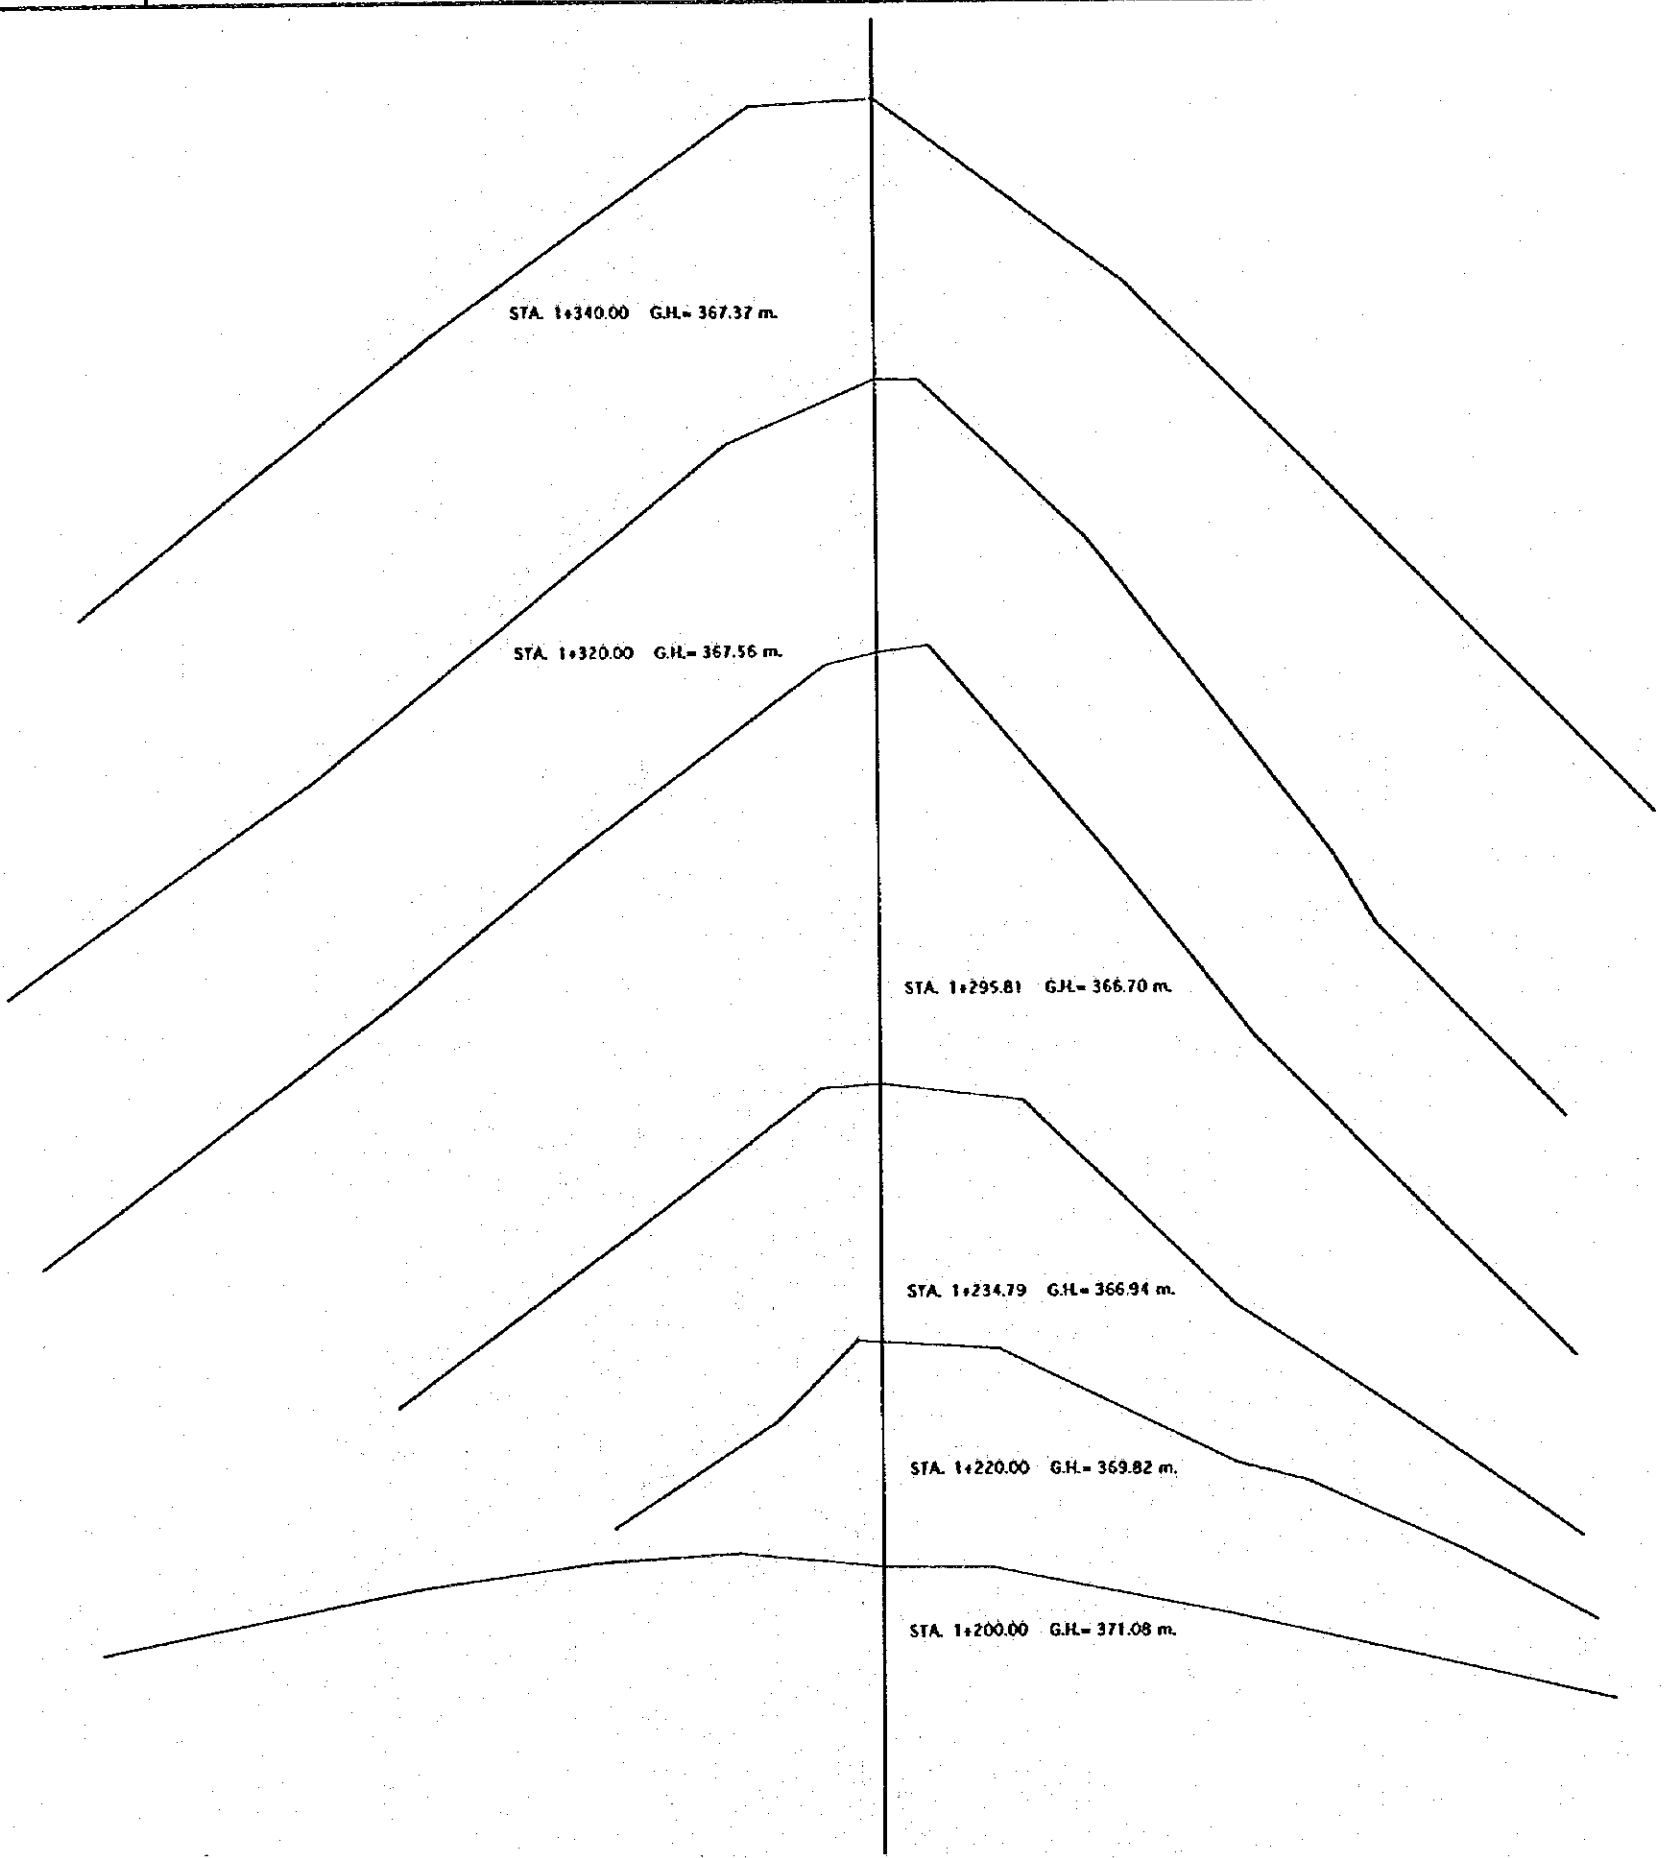 STA. 1+340.00 G.H.= 367.37 m.
STA. 1+320.00 G.H.= 367.56 m.
STA. 1+295.81 G.H.= 366.70 m.
STA. 1+234.79 G.H.= 366.94 m.
STA. 1+220.00 G.H.= 369.82 m.
STA. 1+200.00 G.H.= 371.08 m.